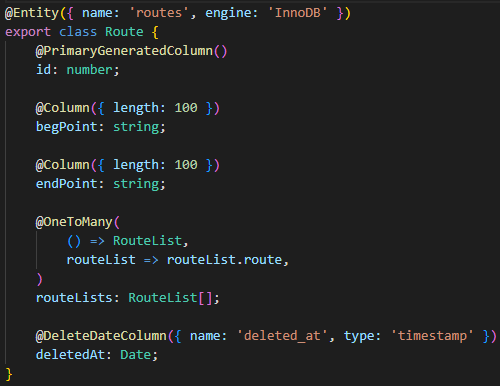 @Entity({ name: 'routes', engine: 'InnoDB' })
export class Route {
    @PrimaryGeneratedColumn()
    id: number;

    @Column({ length: 100 })
    begPoint: string;

    @Column({ length: 100 })
    endPoint: string;

    @OneToMany(
        () => RouteList,
        routeList => routeList.route,
    )
    routeLists: RouteList[];

    @DeleteDateColumn({ name: 'deleted_at', type: 'timestamp' })
    deletedAt: Date;
}